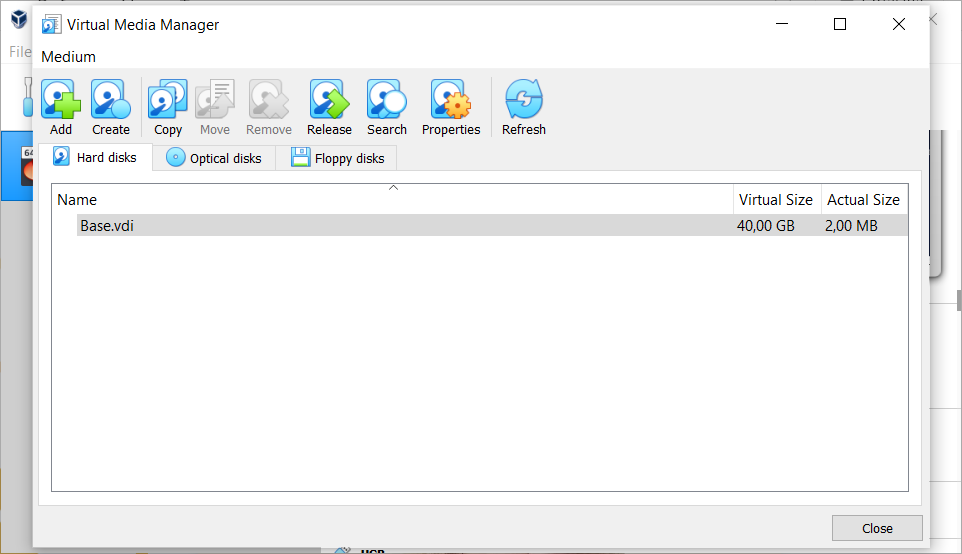 Virtual Media Manager
File
Medium
Add Create Copy Move Remove Release Search Properties Refresh
64
Hard disks Optical disks Floppy disks
Name Virtual Size Actual Size
Base.vdi 40,00 GB 2,00 MB
Close
USB